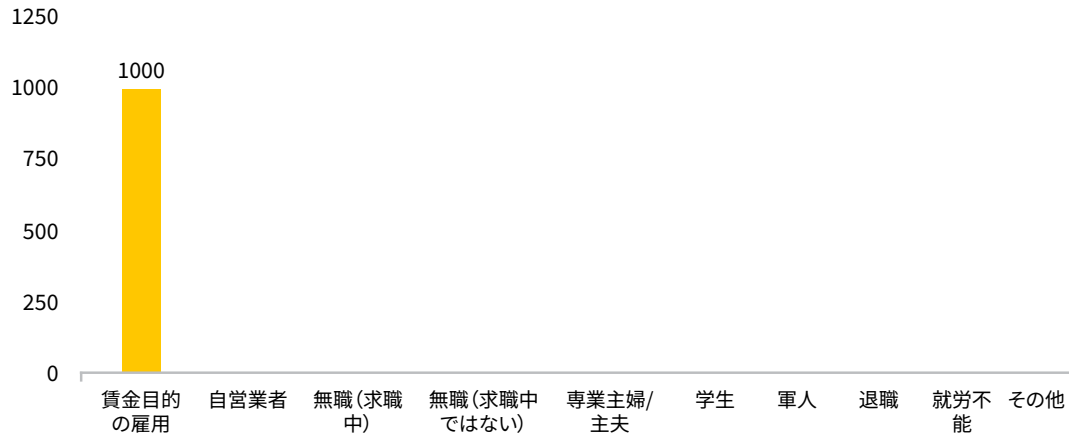 1250
1000
1000
750
500
250
0
賃金目的
の雇用
自営業者
無職（求職
中）
無職（求職中
ではない）
専業主婦/
主夫
学生
軍人
退職
就労不
能
その他